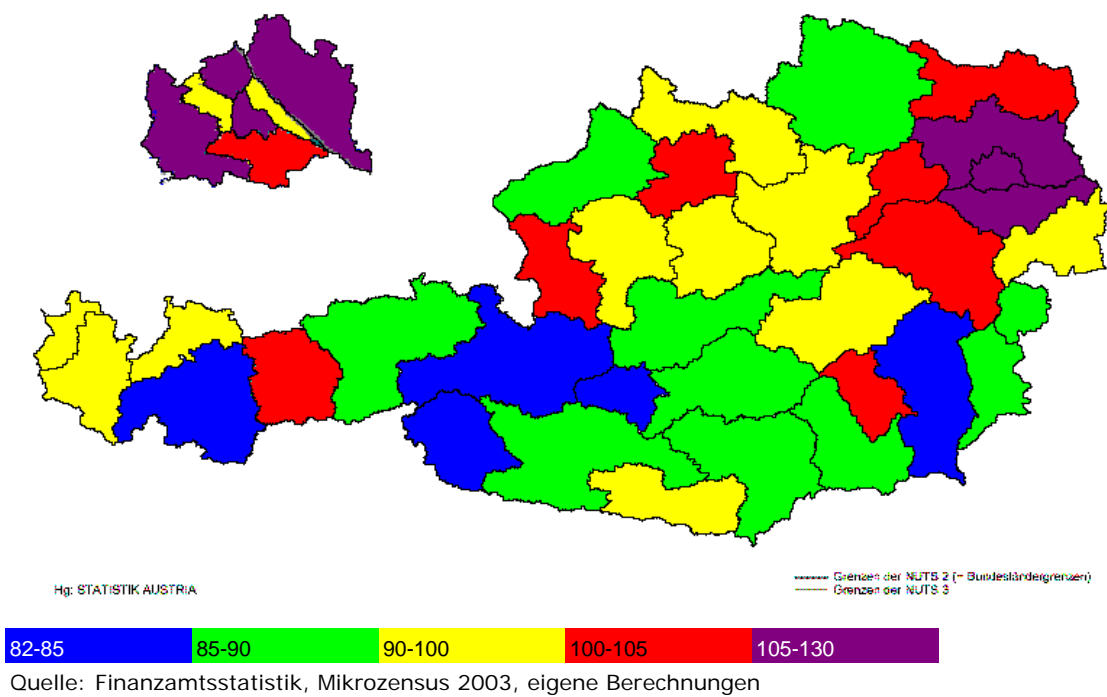 Hg: STATISTIK AUSTRIA
Grenzen der NUTS 2 (= Bundesländergrenzen)
Grenzen der NUTS 3
82-85 85-90 90-100 100-105 105-130
Quelle: Finanzamtsstatistik, Mikrozensus 2003, eigene Berechnungen